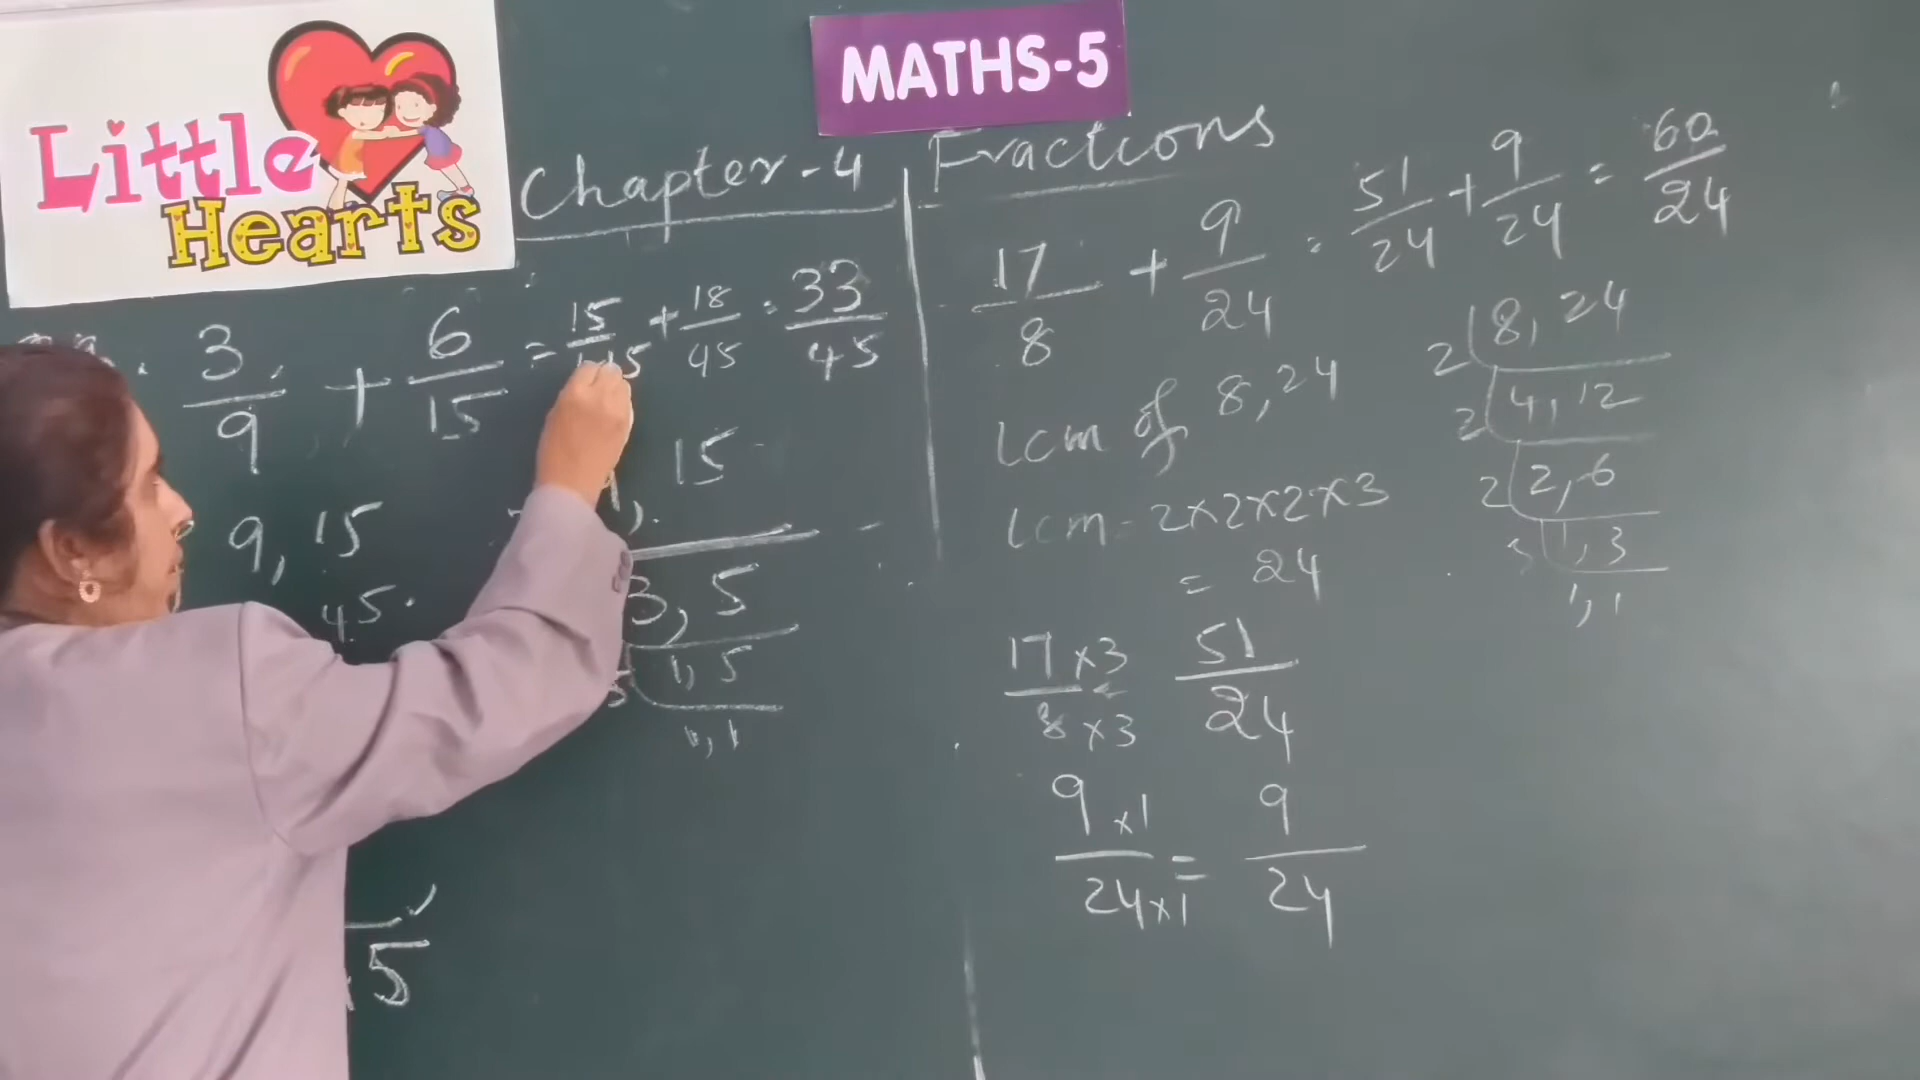 Little
Hearts
MATHS-5
Chapter-4
Fractions
3/9 + 6/15 = 15/45 + 18/45 = 33/45
9, 15
45
15
3, 5
1, 5
1, 1
5
17/8 + 9/24 = 51/24 + 9/24 = 60/24
lcm of 8,24
lcm = 2×2×2×3
= 24
17×3/8×3 = 51/24
9×1/24×1 = 9/24
2 8, 24
2 4, 12
2 2, 6
3 1, 3
1, 1